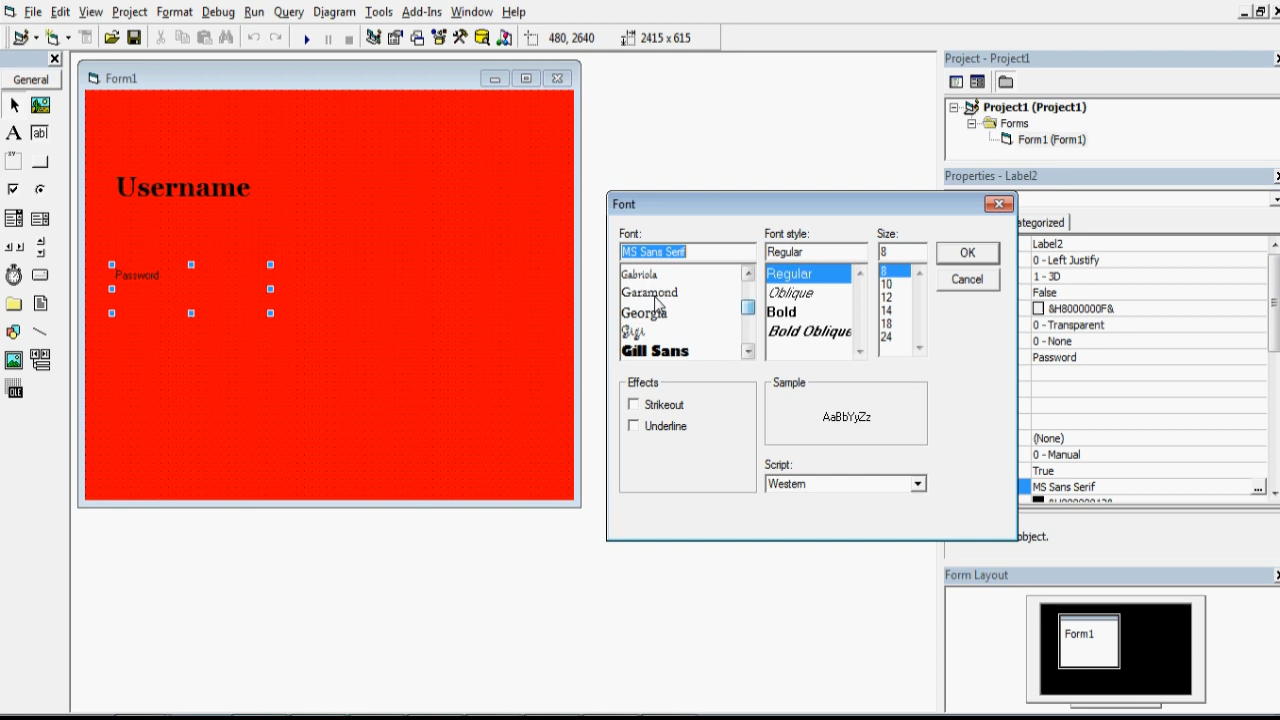 File Edit View Project Format Debug Run Query Diagram Tools Add-Ins Window Help
480, 2640 2415 x 615
General
Form1
Username
Password
Font
Font: Font style: Size:
MS Sans Serif Regular 8 OK
Gabriola Regular 8
Garamond Oblique 10 Cancel
Georgia Bold 12
Gigi Bold Oblique 14
Gill Sans 18
24
Effects Sample
Strikeout AaBbYyZz
Underline
Script:
Western
Project - Project1
Project1 (Project1)
Forms
Form1 (Form1)
Properties - Label2
ategorized
Label2
0 - Left Justify
1 - 3D
False
&H8000000F&
0 - Transparent
0 - None
Password
(None)
0 - Manual
True
MS Sans Serif ...
object.
Form Layout
Form1